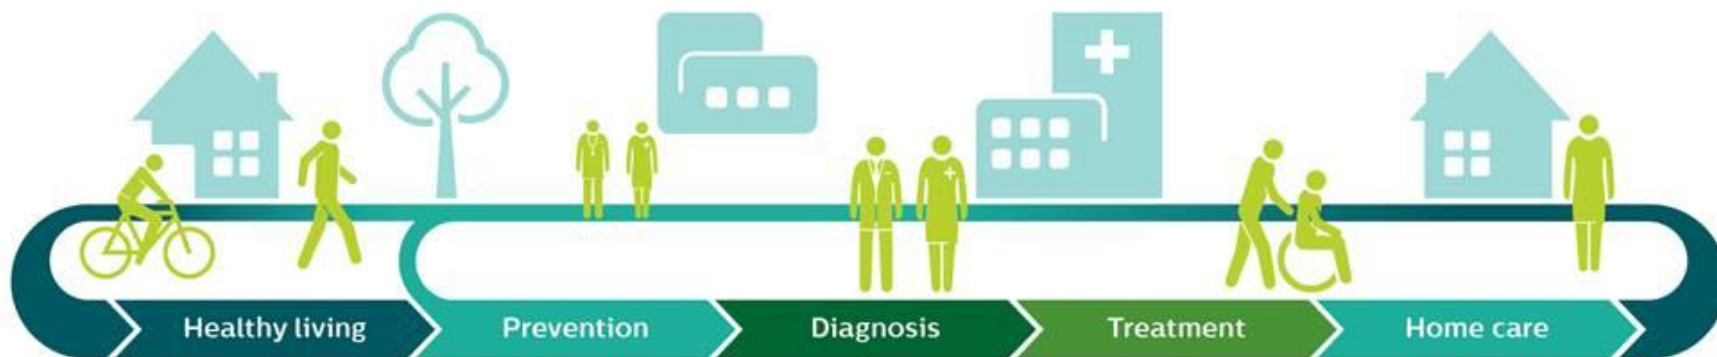 Healthy living
Prevention
Diagnosis
Treatment
Home care